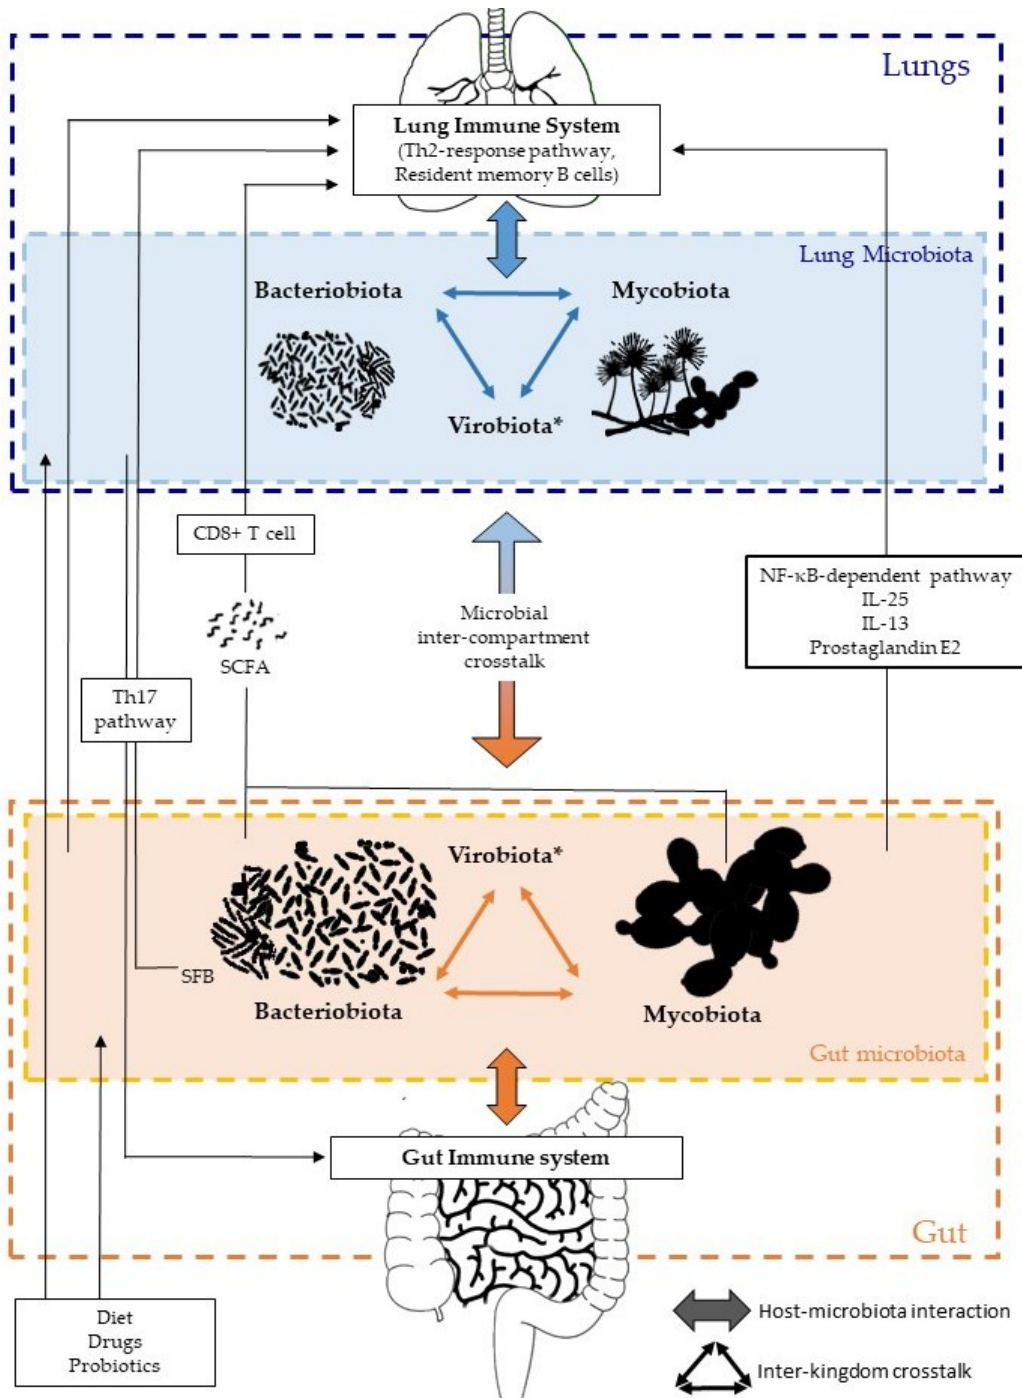 Lungs
Lung Immune System
(Th2-response pathway,
Resident memory B cells)
Lung Microbiota
Bacteriobiota
Mycobiota
Virobiota*
CD8+ T cell
NF-κB-dependent pathway
IL-25
IL-13
Prostaglandin E2
Microbial
inter-compartment
crosstalk
SCFA
Th17
pathway
Virobiota*
SFB
Bacteriobiota
Mycobiota
Gut microbiota
Gut Immune system
Gut
Diet
Drugs
Probiotics
Host-microbiota interaction
Inter-kingdom crosstalk